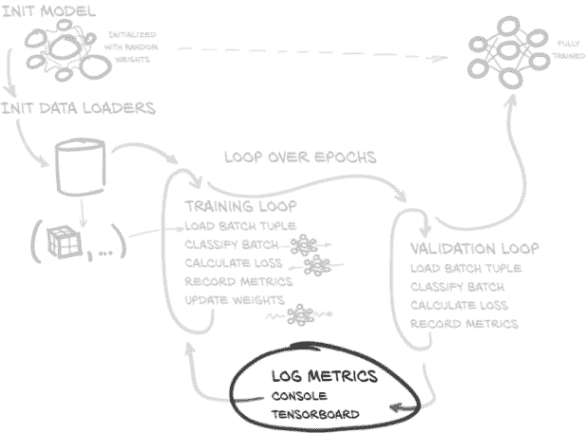 INIT MODEL
INITIALIZED
WITH RANDOM
WEIGHTS
FULLY
TRAINED
INIT DATA LOADERS
LOOP OVER EPOCHS
( , ... )
TRAINING LOOP
LOAD BATCH TUPLE
CLASSIFY BATCH
CALCULATE LOSS
RECORD METRICS
UPDATE WEIGHTS
VALIDATION LOOP
LOAD BATCH TUPLE
CLASSIFY BATCH
CALCULATE LOSS
RECORD METRICS
LOG METRICS
CONSOLE
TENSORBOARD